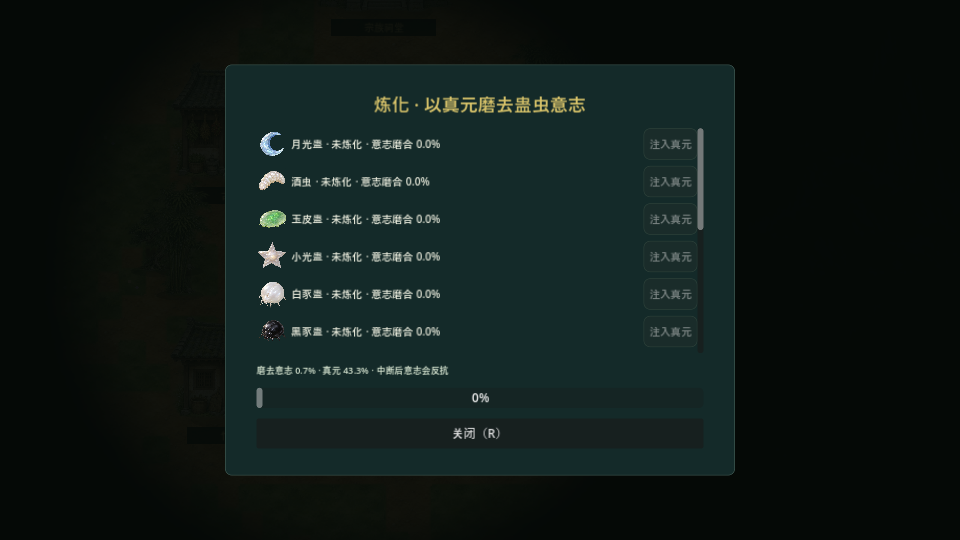 炼化 · 以真元磨去蛊虫意志
月光蛊 · 未炼化 · 意志磨合 0.0%
注入真元
酒虫 · 未炼化 · 意志磨合 0.0%
注入真元
玉皮蛊 · 未炼化 · 意志磨合 0.0%
注入真元
小光蛊 · 未炼化 · 意志磨合 0.0%
注入真元
白豕蛊 · 未炼化 · 意志磨合 0.0%
注入真元
黑豕蛊 · 未炼化 · 意志磨合 0.0%
注入真元
磨去意志 0.7% · 真元 43.3% · 中断后意志会反抗
0%
关闭（R）